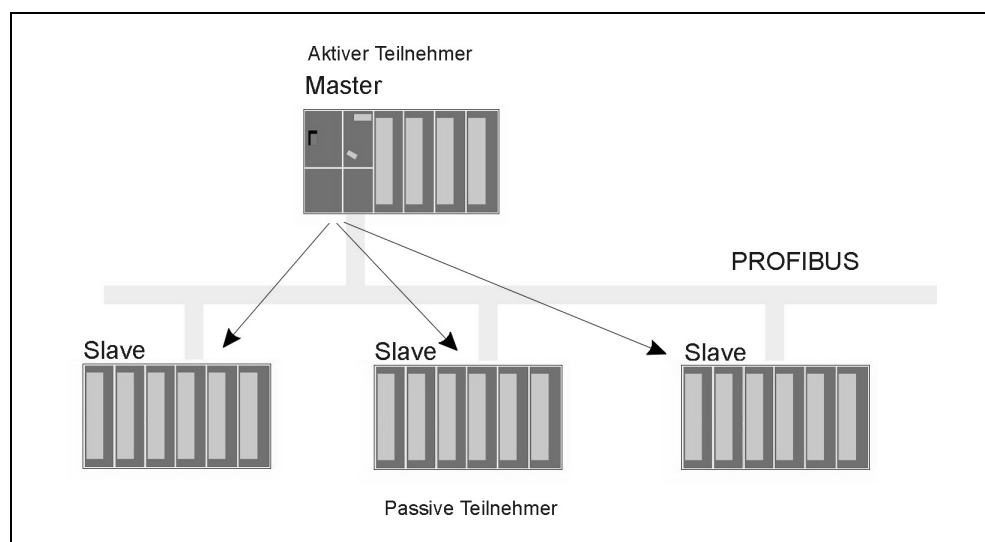 Aktiver Teilnehmer
Master
PROFIBUS
Slave
Slave
Slave
Passive Teilnehmer